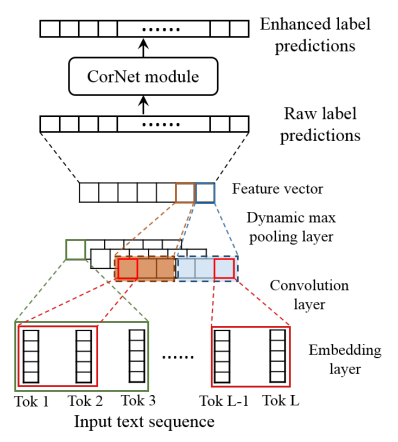 Enhanced label
predictions
CorNet module
Raw label
predictions
Feature vector
Dynamic max
pooling layer
Convolution
layer
Embedding
layer
Tok 1 Tok 2 Tok 3 Tok L-1 Tok L
Input text sequence